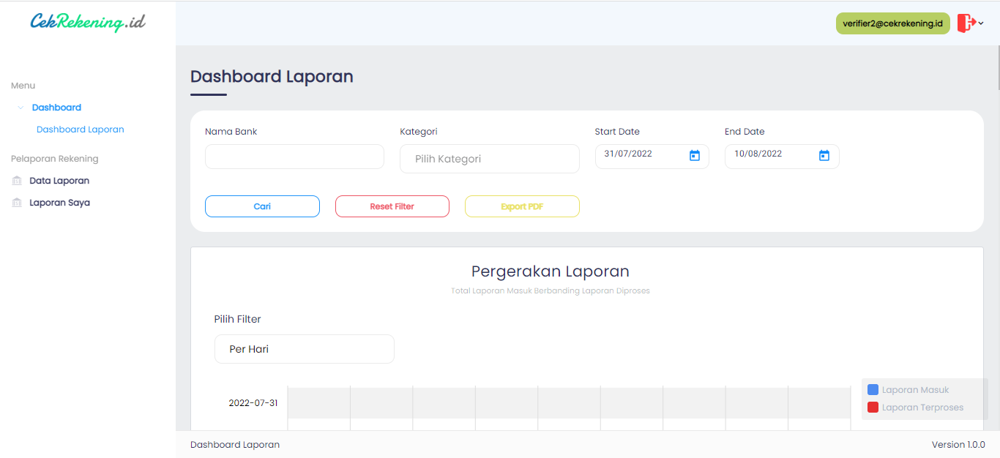 CekRekening.id
verifier2@cekrekening.id
Menu
Dashboard
Dashboard Laporan
Pelaporan Rekening
Data Laporan
Laporan Saya
Dashboard Laporan
Nama Bank
Kategori
Start Date
End Date
Pilih Kategori
31/07/2022
10/08/2022
Cari
Reset Filter
Export PDF
Pergerakan Laporan
Total Laporan Masuk Berbanding Laporan Diproses
Pilih Filter
Per Hari
2022-07-31
Laporan Masuk
Laporan Terproses
Dashboard Laporan
Version 1.0.0